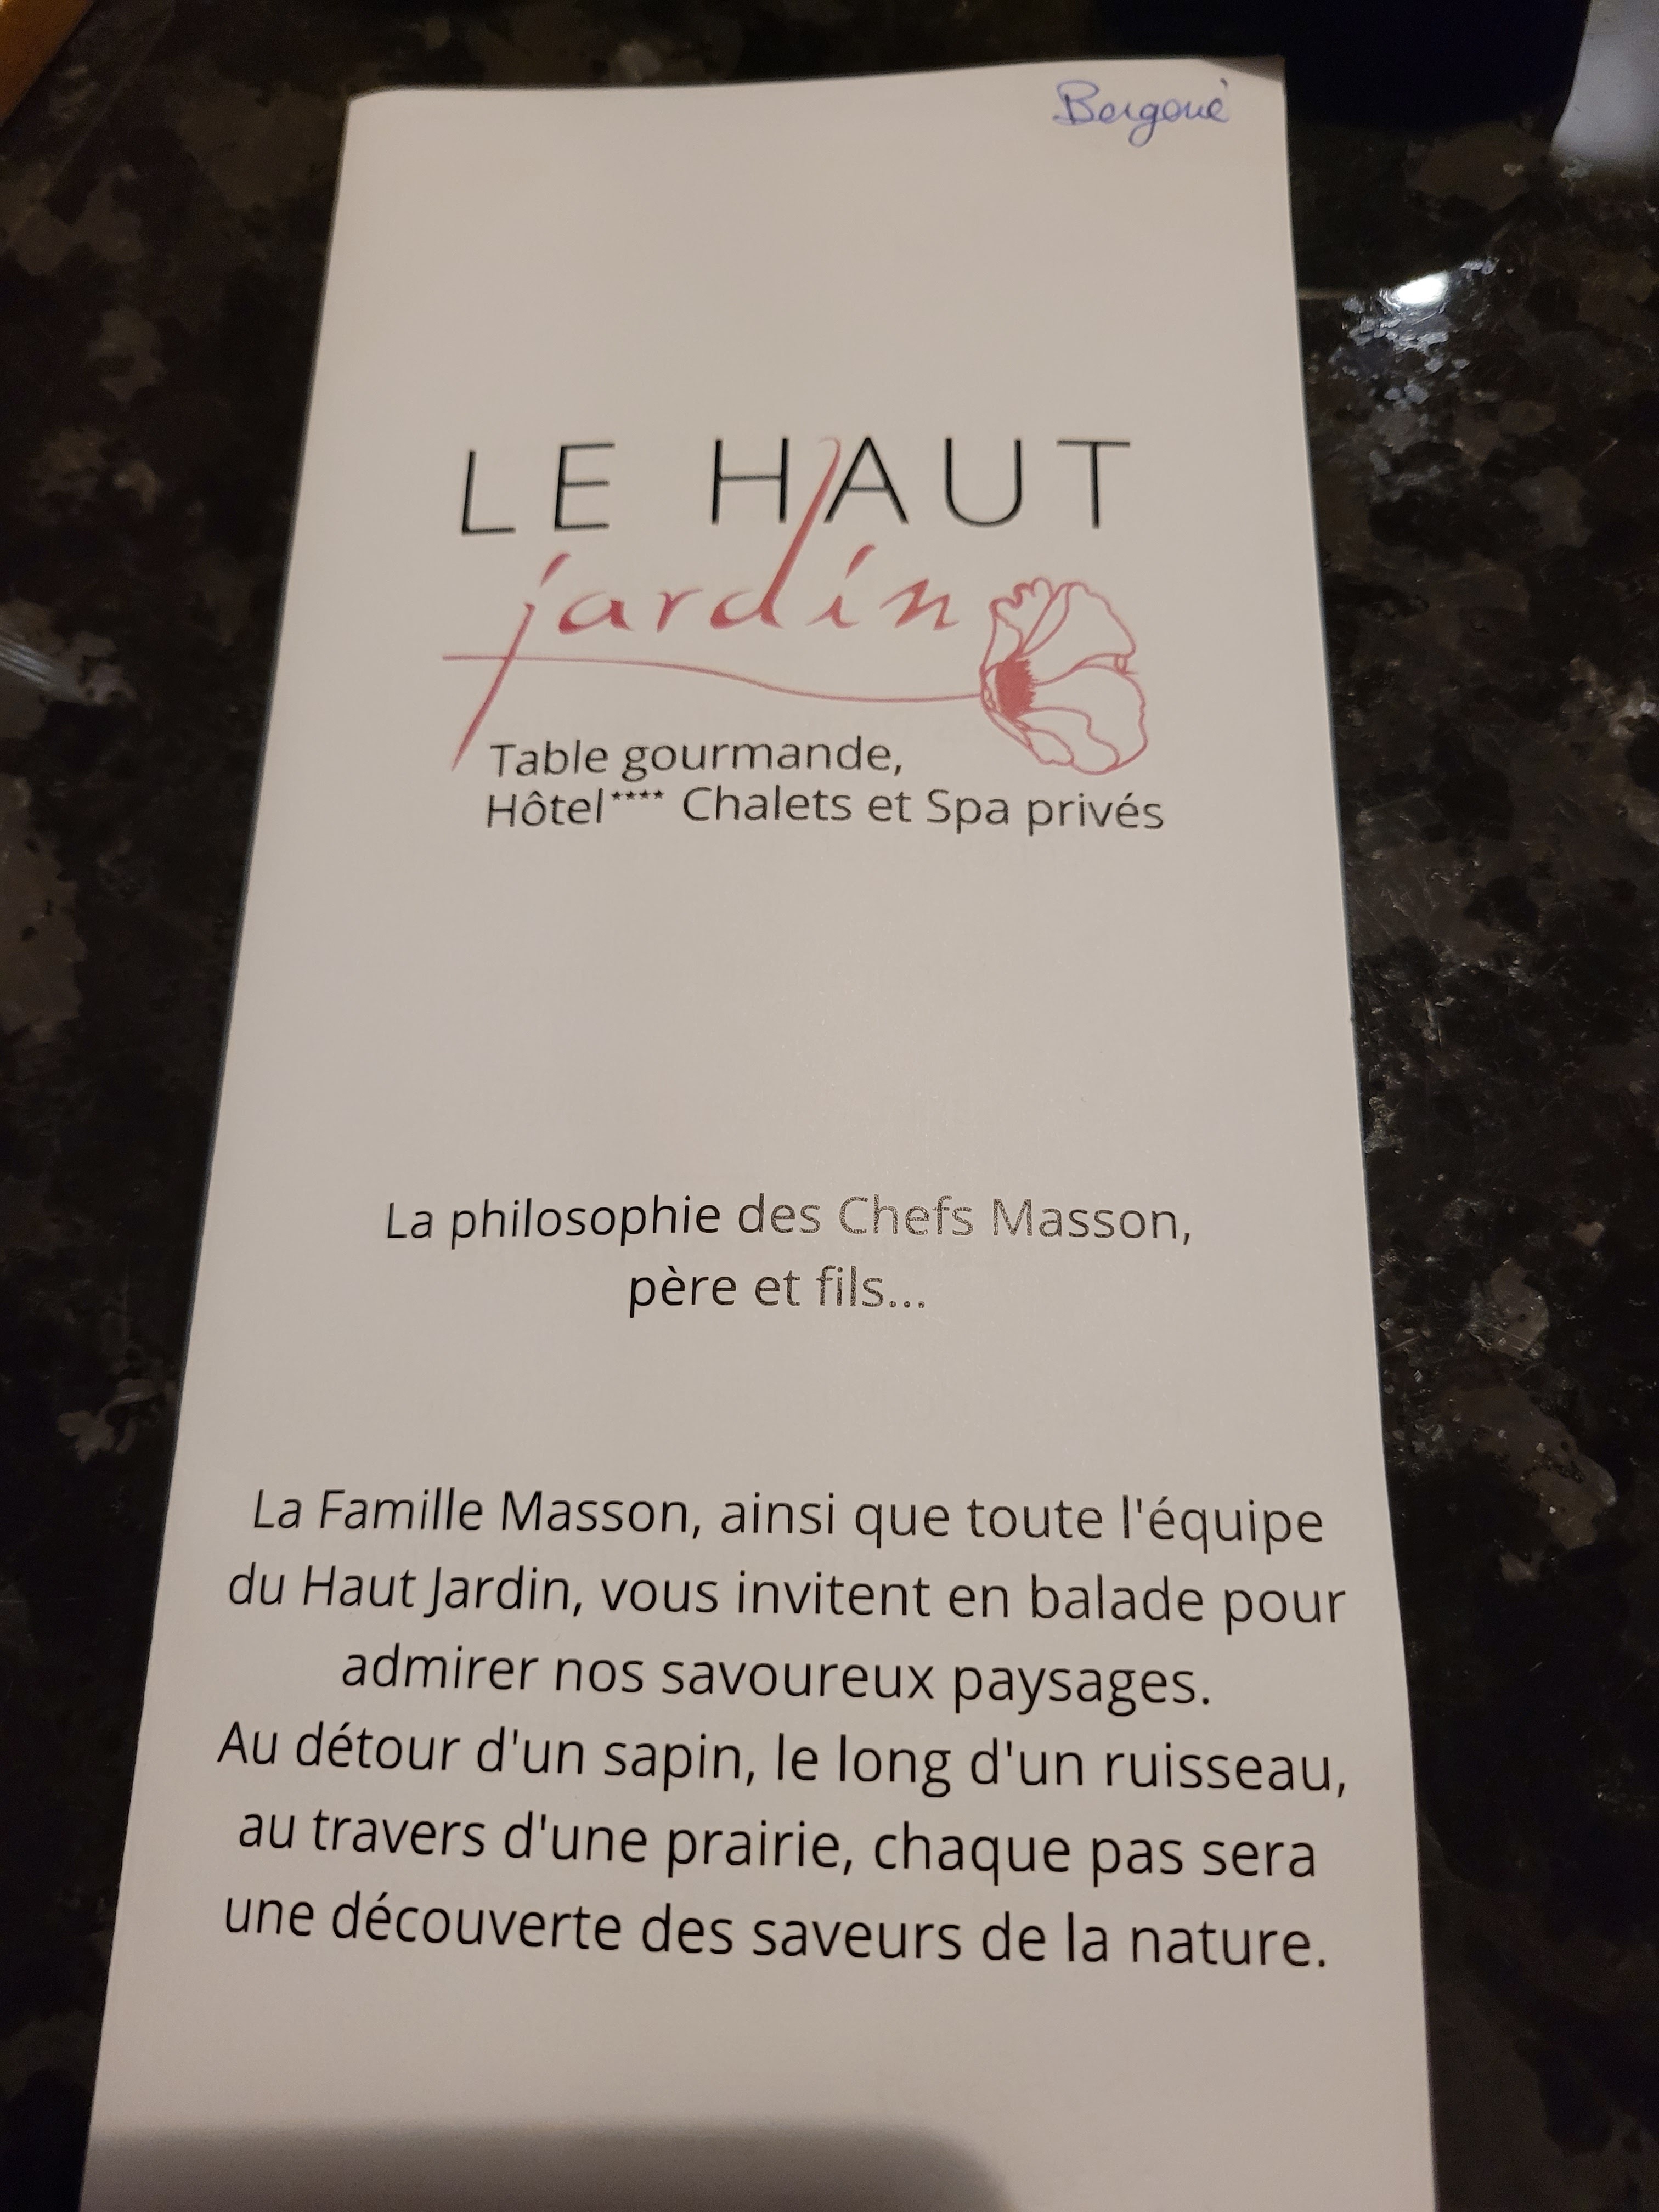 LE HAUT
jardin
Table gourmande,
Hôtel**** Chalets et Spa privés
La philosophie des Chefs Masson,
père et fils...
La Famille Masson, ainsi que toute l'équipe
du Haut Jardin, vous invitent en balade pour
admirer nos savoureux paysages.
Au détour d'un sapin, le long d'un ruisseau,
au travers d'une prairie, chaque pas sera
une découverte des saveurs de la nature.